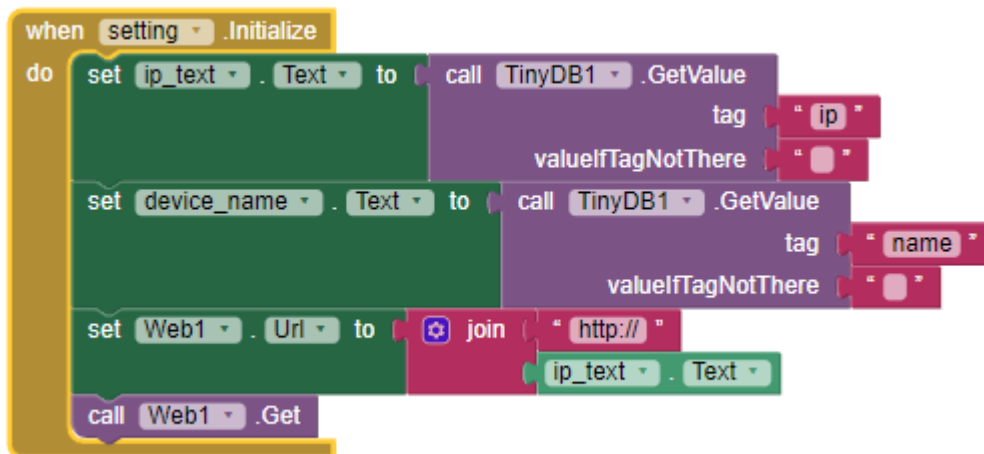 when setting .Initialize
do set ip_text . Text to call TinyDB1 .GetValue
tag " ip "
valueIfTagNotThere " "
set device_name . Text to call TinyDB1 .GetValue
tag " name "
valueIfTagNotThere " "
set Web1 . Url to join " http:// "
ip_text . Text
call Web1 .Get